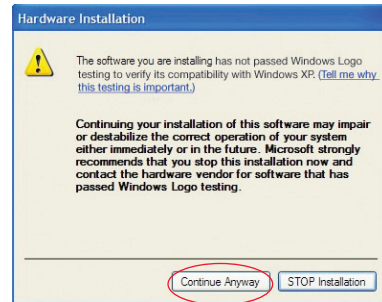 Hardware Installation
The software you are installing has not passed Windows Logo
testing to verify its compatibility with Windows XP. (Tell me why
this testing is important.)
Continuing your installation of this software may impair
or destabilize the correct operation of your system
either immediately or in the future. Microsoft strongly
recommends that you stop this installation now and
contact the hardware vendor for software that has
passed Windows Logo testing.
Continue Anyway STOP Installation